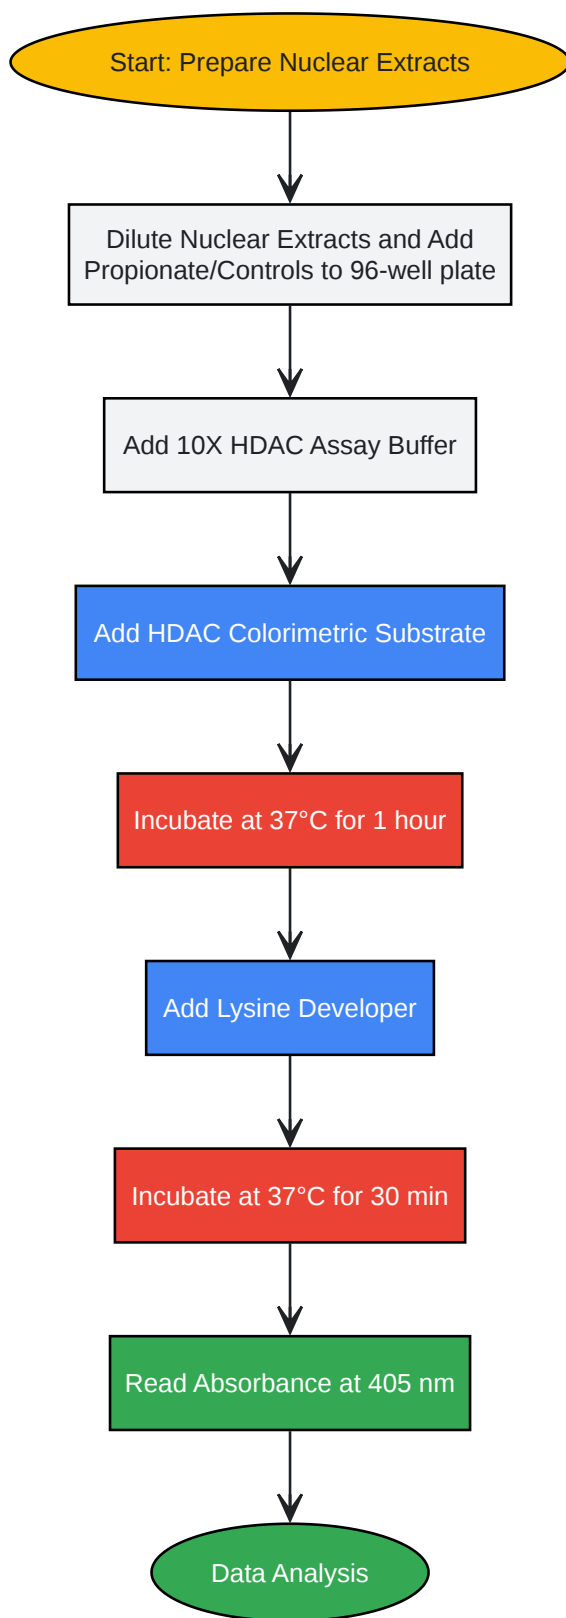 Start: Prepare Nuclear Extracts
Dilute Nuclear Extracts and Add
Propionate/Controls to 96-well plate
Add 10X HDAC Assay Buffer
Add HDAC Colorimetric Substrate
Incubate at 37°C for 1 hour
Add Lysine Developer
Incubate at 37°C for 30 min
Read Absorbance at 405 nm
Data Analysis